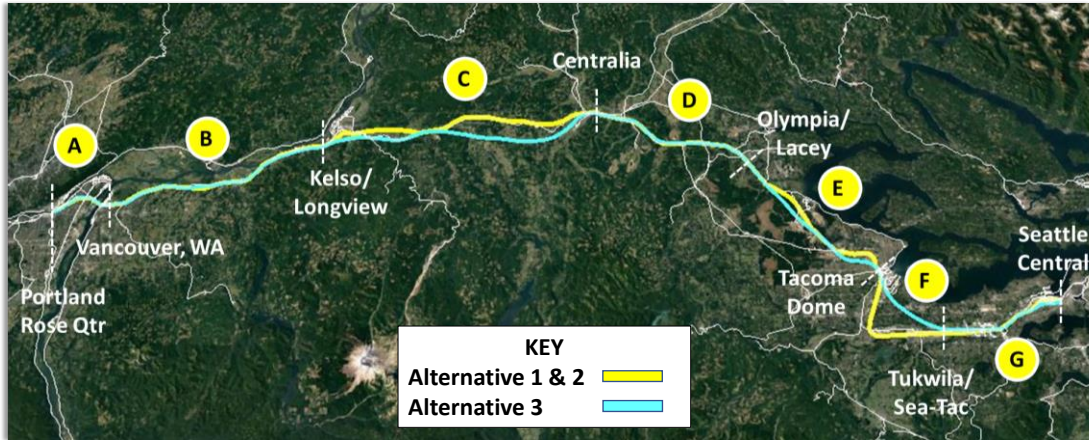 A
B
C
Centralia
D
Olympia/
Lacey
E
Kelso/
Longview
Vancouver, WA
Portland
Rose Qtr
Tacoma
Dome
F
Seattle
Central
Tukwila/
Sea-Tac
G
KEY
Alternative 1 & 2
Alternative 3